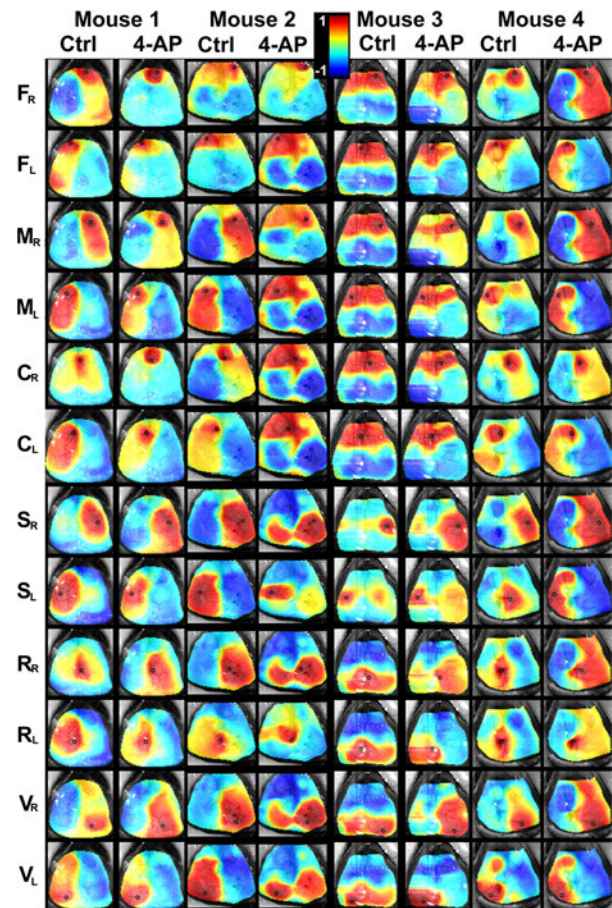 Mouse 1 Mouse 2 Mouse 3 Mouse 4
1
-1
Ctrl 4-AP Ctrl 4-AP Ctrl 4-AP Ctrl 4-AP
FR
FL
MR
ML
CR
CL
SR
SL
RR
RL
VR
VL